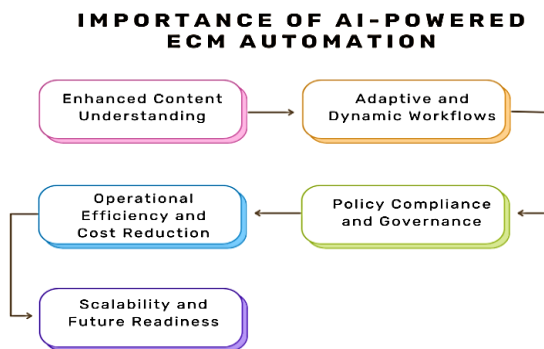 IMPORTANCE OF AI-POWERED
ECM AUTOMATION
Enhanced Content
Understanding
Adaptive and
Dynamic Workflows
Policy Compliance
and Governance
Operational
Efficiency and
Cost Reduction
Scalability and
Future Readiness